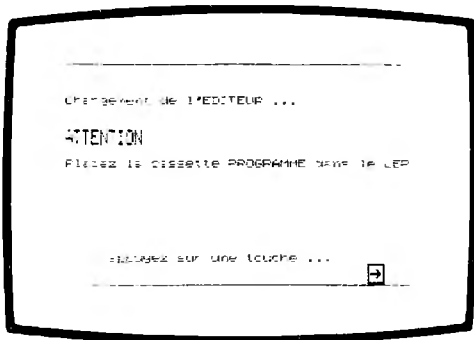 Chargement de l'EDITEUR ...
ATTENTION
Placez la cassette PROGRAMME dans le LEP
Appuyez sur une touche ...
→